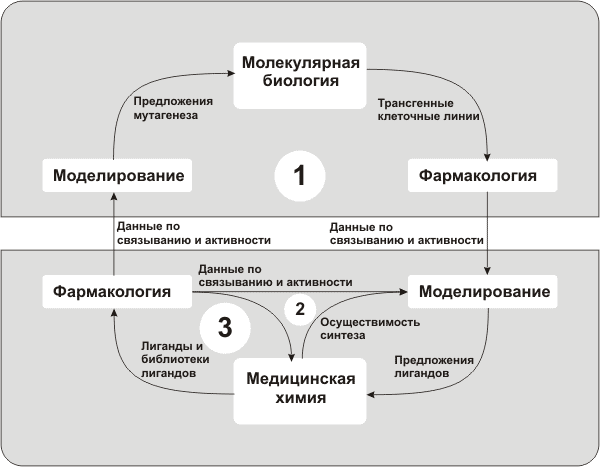 Молекулярная
биология
Предложения
мутагенеза
Трансгенные
клеточные линии
Моделирование
1
Фармакология
Данные по
связыванию и активности
Данные по
связыванию и активности
Фармакология
Данные по
связыванию и активности
Моделирование
2
3
Осуществимость
синтеза
Лиганды и
библиотеки
лигандов
Предложения
лигандов
Медицинская
химия